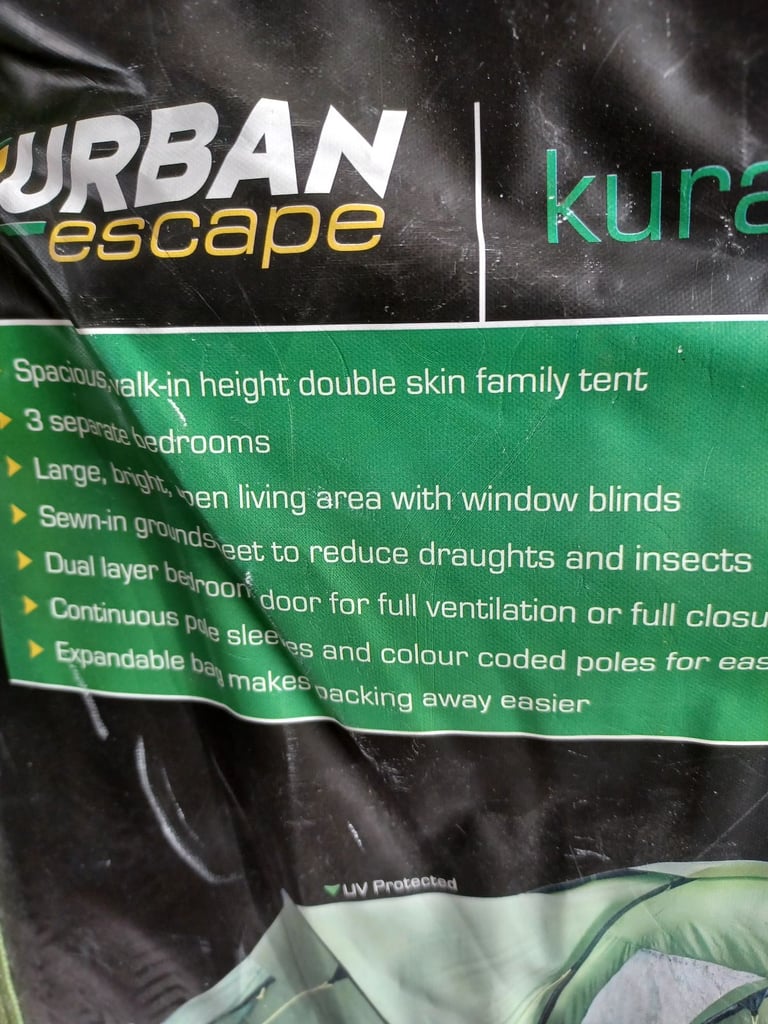 URBAN
escape
kura
Spacious, walk-in height double skin family tent
3 separate bedrooms
Large, bright, open living area with window blinds
Sewn-in groundsheet to reduce draughts and insects
Dual layer bedroom door for full ventilation or full closu
Continuous pole sleeves and colour coded poles for eas
Expandable bag makes packing away easier
UV Protected